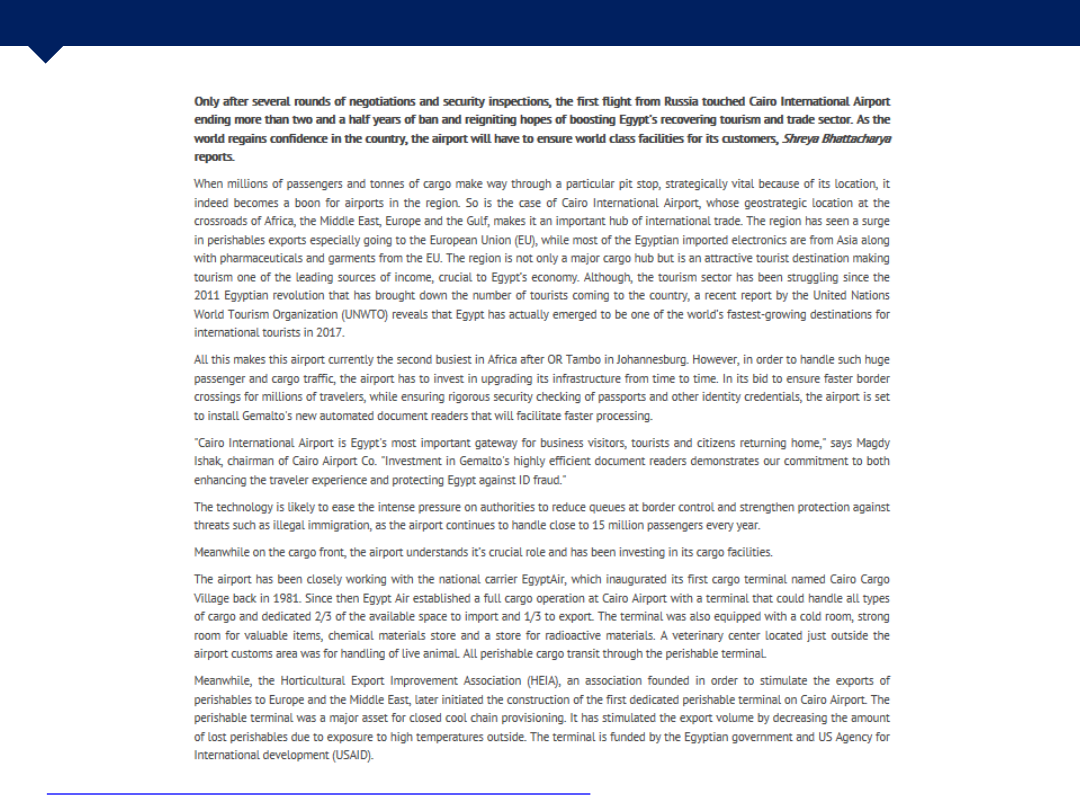 Only after several rounds of negotiations and security inspections, the first flight from Russia touched Cairo International Airport
ending more than two and a half years of ban and reigniting hopes of boosting Egypt's recovering tourism and trade sector. As the
world regains confidence in the country, the airport will have to ensure world class facilities for its customers, Shreya Bhattacharya
reports.
When millions of passengers and tonnes of cargo make way through a particular pit stop, strategically vital because of its location, it
indeed becomes a boon for airports in the region. So is the case of Cairo International Airport, whose geostrategic location at the
crossroads of Africa, the Middle East, Europe and the Gulf, makes it an important hub of international trade. The region has seen a surge
in perishables exports especially going to the European Union (EU), while most of the Egyptian imported electronics are from Asia along
with pharmaceuticals and garments from the EU. The region is not only a major cargo hub but is an attractive tourist destination making
tourism one of the leading sources of income, crucial to Egypt's economy. Although, the tourism sector has been struggling since the
2011 Egyptian revolution that has brought down the number of tourists coming to the country, a recent report by the United Nations
World Tourism Organization (UNWTO) reveals that Egypt has actually emerged to be one of the world's fastest-growing destinations for
international tourists in 2017.
All this makes this airport currently the second busiest in Africa after OR Tambo in Johannesburg. However, in order to handle such huge
passenger and cargo traffic, the airport has to invest in upgrading its infrastructure from time to time. In its bid to ensure faster border
crossings for millions of travelers, while ensuring rigorous security checking of passports and other identity credentials, the airport is set
to install Gemalto's new automated document readers that will facilitate faster processing.
"Cairo International Airport is Egypt's most important gateway for business visitors, tourists and citizens returning home," says Magdy
Ishak, chairman of Cairo Airport Co. "Investment in Gemalto's highly efficient document readers demonstrates our commitment to both
enhancing the traveler experience and protecting Egypt against ID fraud."
The technology is likely to ease the intense pressure on authorities to reduce queues at border control and strengthen protection against
threats such as illegal immigration, as the airport continues to handle close to 15 million passengers every year.
Meanwhile on the cargo front, the airport understands it's crucial role and has been investing in its cargo facilities.
The airport has been closely working with the national carrier EgyptAir, which inaugurated its first cargo terminal named Cairo Cargo
Village back in 1981. Since then Egypt Air established a full cargo operation at Cairo Airport with a terminal that could handle all types
of cargo and dedicated 2/3 of the available space to import and 1/3 to export. The terminal was also equipped with a cold room, strong
room for valuable items, chemical materials store and a store for radioactive materials. A veterinary center located just outside the
airport customs area was for handling of live animal. All perishable cargo transit through the perishable terminal.
Meanwhile, the Horticultural Export Improvement Association (HEIA), an association founded in order to stimulate the exports of
perishables to Europe and the Middle East, later initiated the construction of the first dedicated perishable terminal on Cairo Airport. The
perishable terminal was a major asset for closed cool chain provisioning. It has stimulated the export volume by decreasing the amount
of lost perishables due to exposure to high temperatures outside. The terminal is funded by the Egyptian government and US Agency for
International development (USAID).